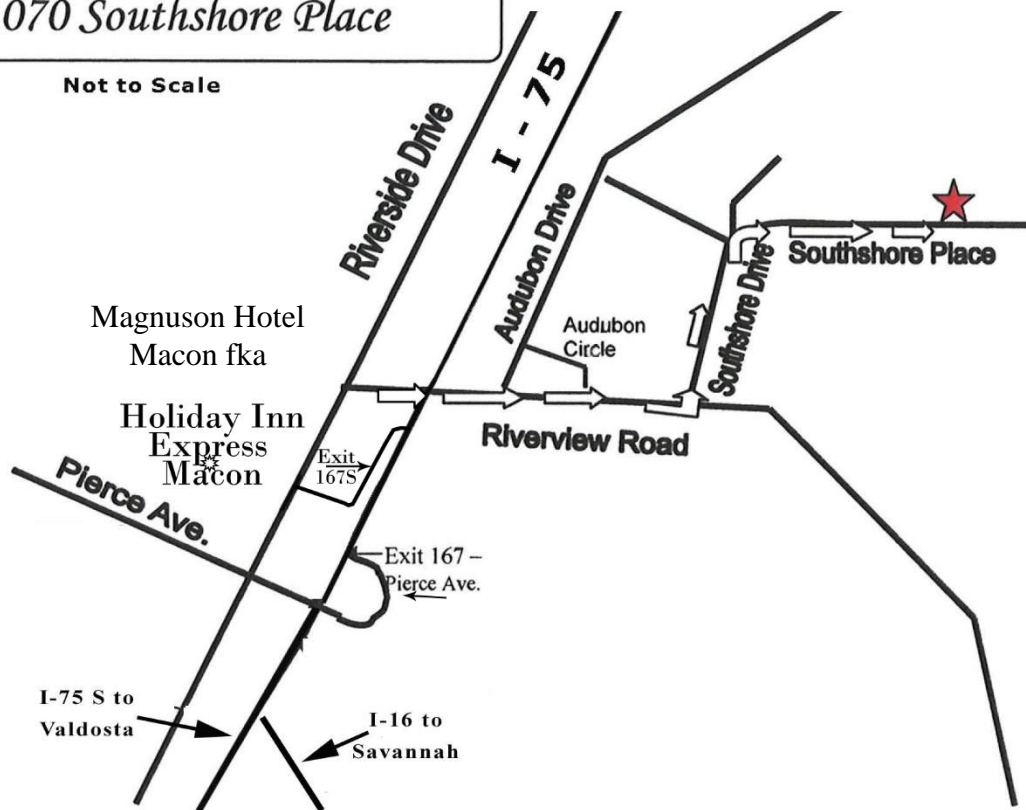 070 Southshore Place
Not to Scale
I - 75
Riverside Drive
Audubon Drive
Southshore Place
Southshore Drive
Audubon
Circle
Magnuson Hotel
Macon fka
Holiday Inn
Express
Macon
Riverview Road
Exit
167S
Pierce Ave.
Exit 167 –
Pierce Ave.
I-75 S to
Valdosta
I-16 to
Savannah